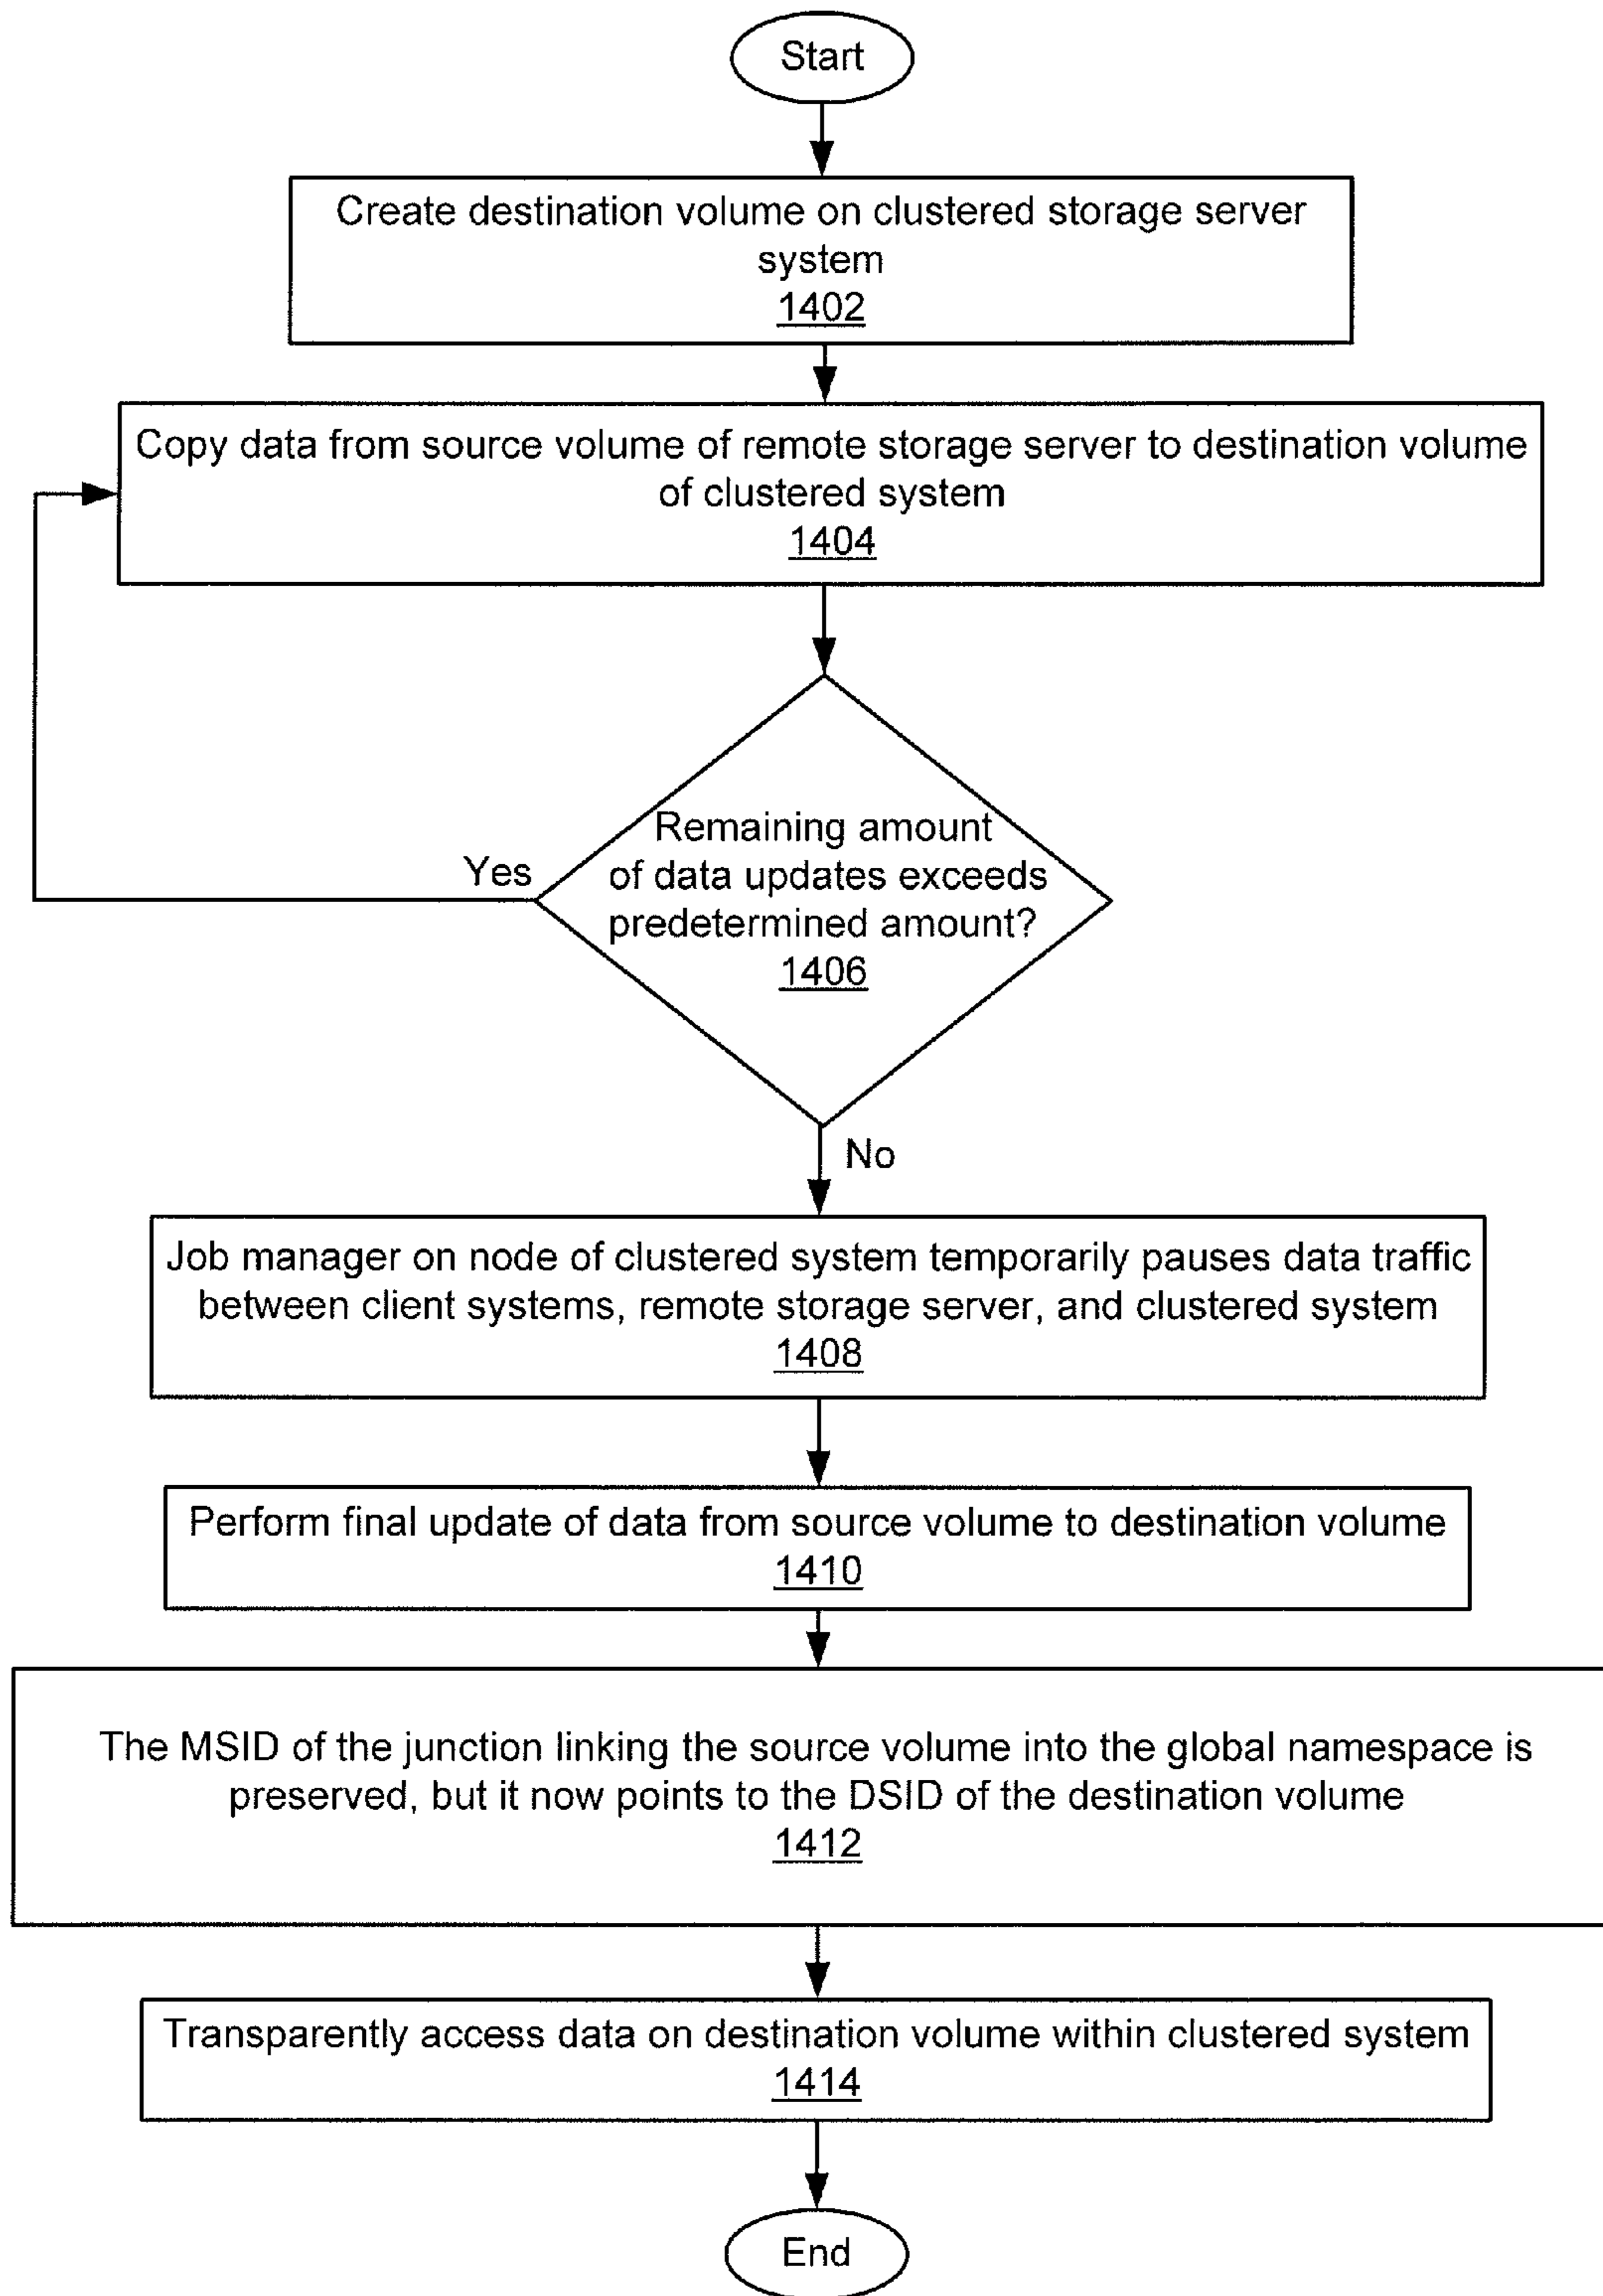 Start
Create destination volume on clustered storage server
system
1402
Copy data from source volume of remote storage server to destination volume
of clustered system
1404
Remaining amount
of data updates exceeds
predetermined amount?
1406
Yes
No
Job manager on node of clustered system temporarily pauses data traffic
between client systems, remote storage server, and clustered system
1408
Perform final update of data from source volume to destination volume
1410
The MSID of the junction linking the source volume into the global namespace is
preserved, but it now points to the DSID of the destination volume
1412
Transparently access data on destination volume within clustered system
1414
End